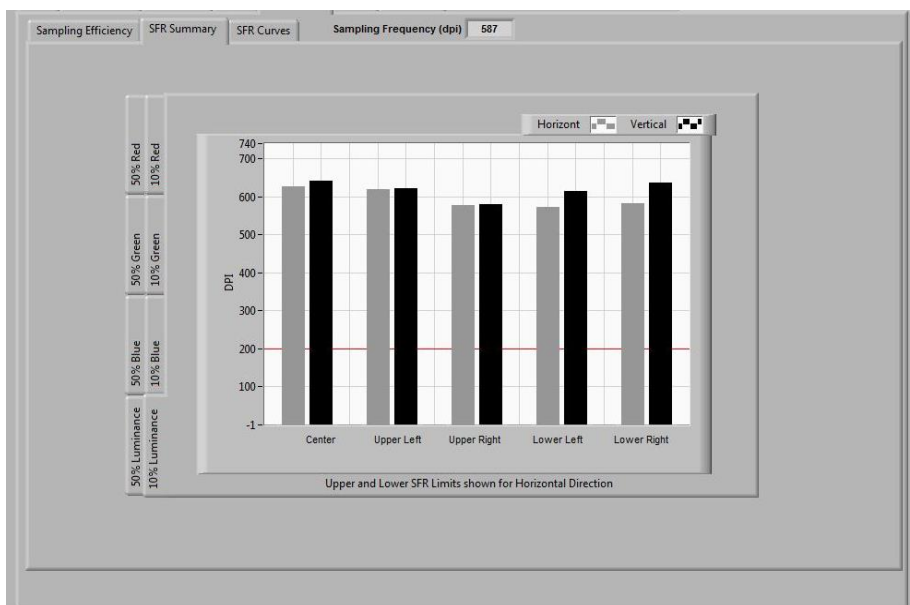 Sampling Efficiency
SFR Summary
SFR Curves
Sampling Frequency (dpi) 587
50% Red
10% Red
50% Green
10% Green
50% Blue
10% Blue
50% Luminance
10% Luminance
Horizont Vertical
740
700
600
500
400
300
200
100
-1
DPI
Center Upper Left Upper Right Lower Left Lower Right
Upper and Lower SFR Limits shown for Horizontal Direction